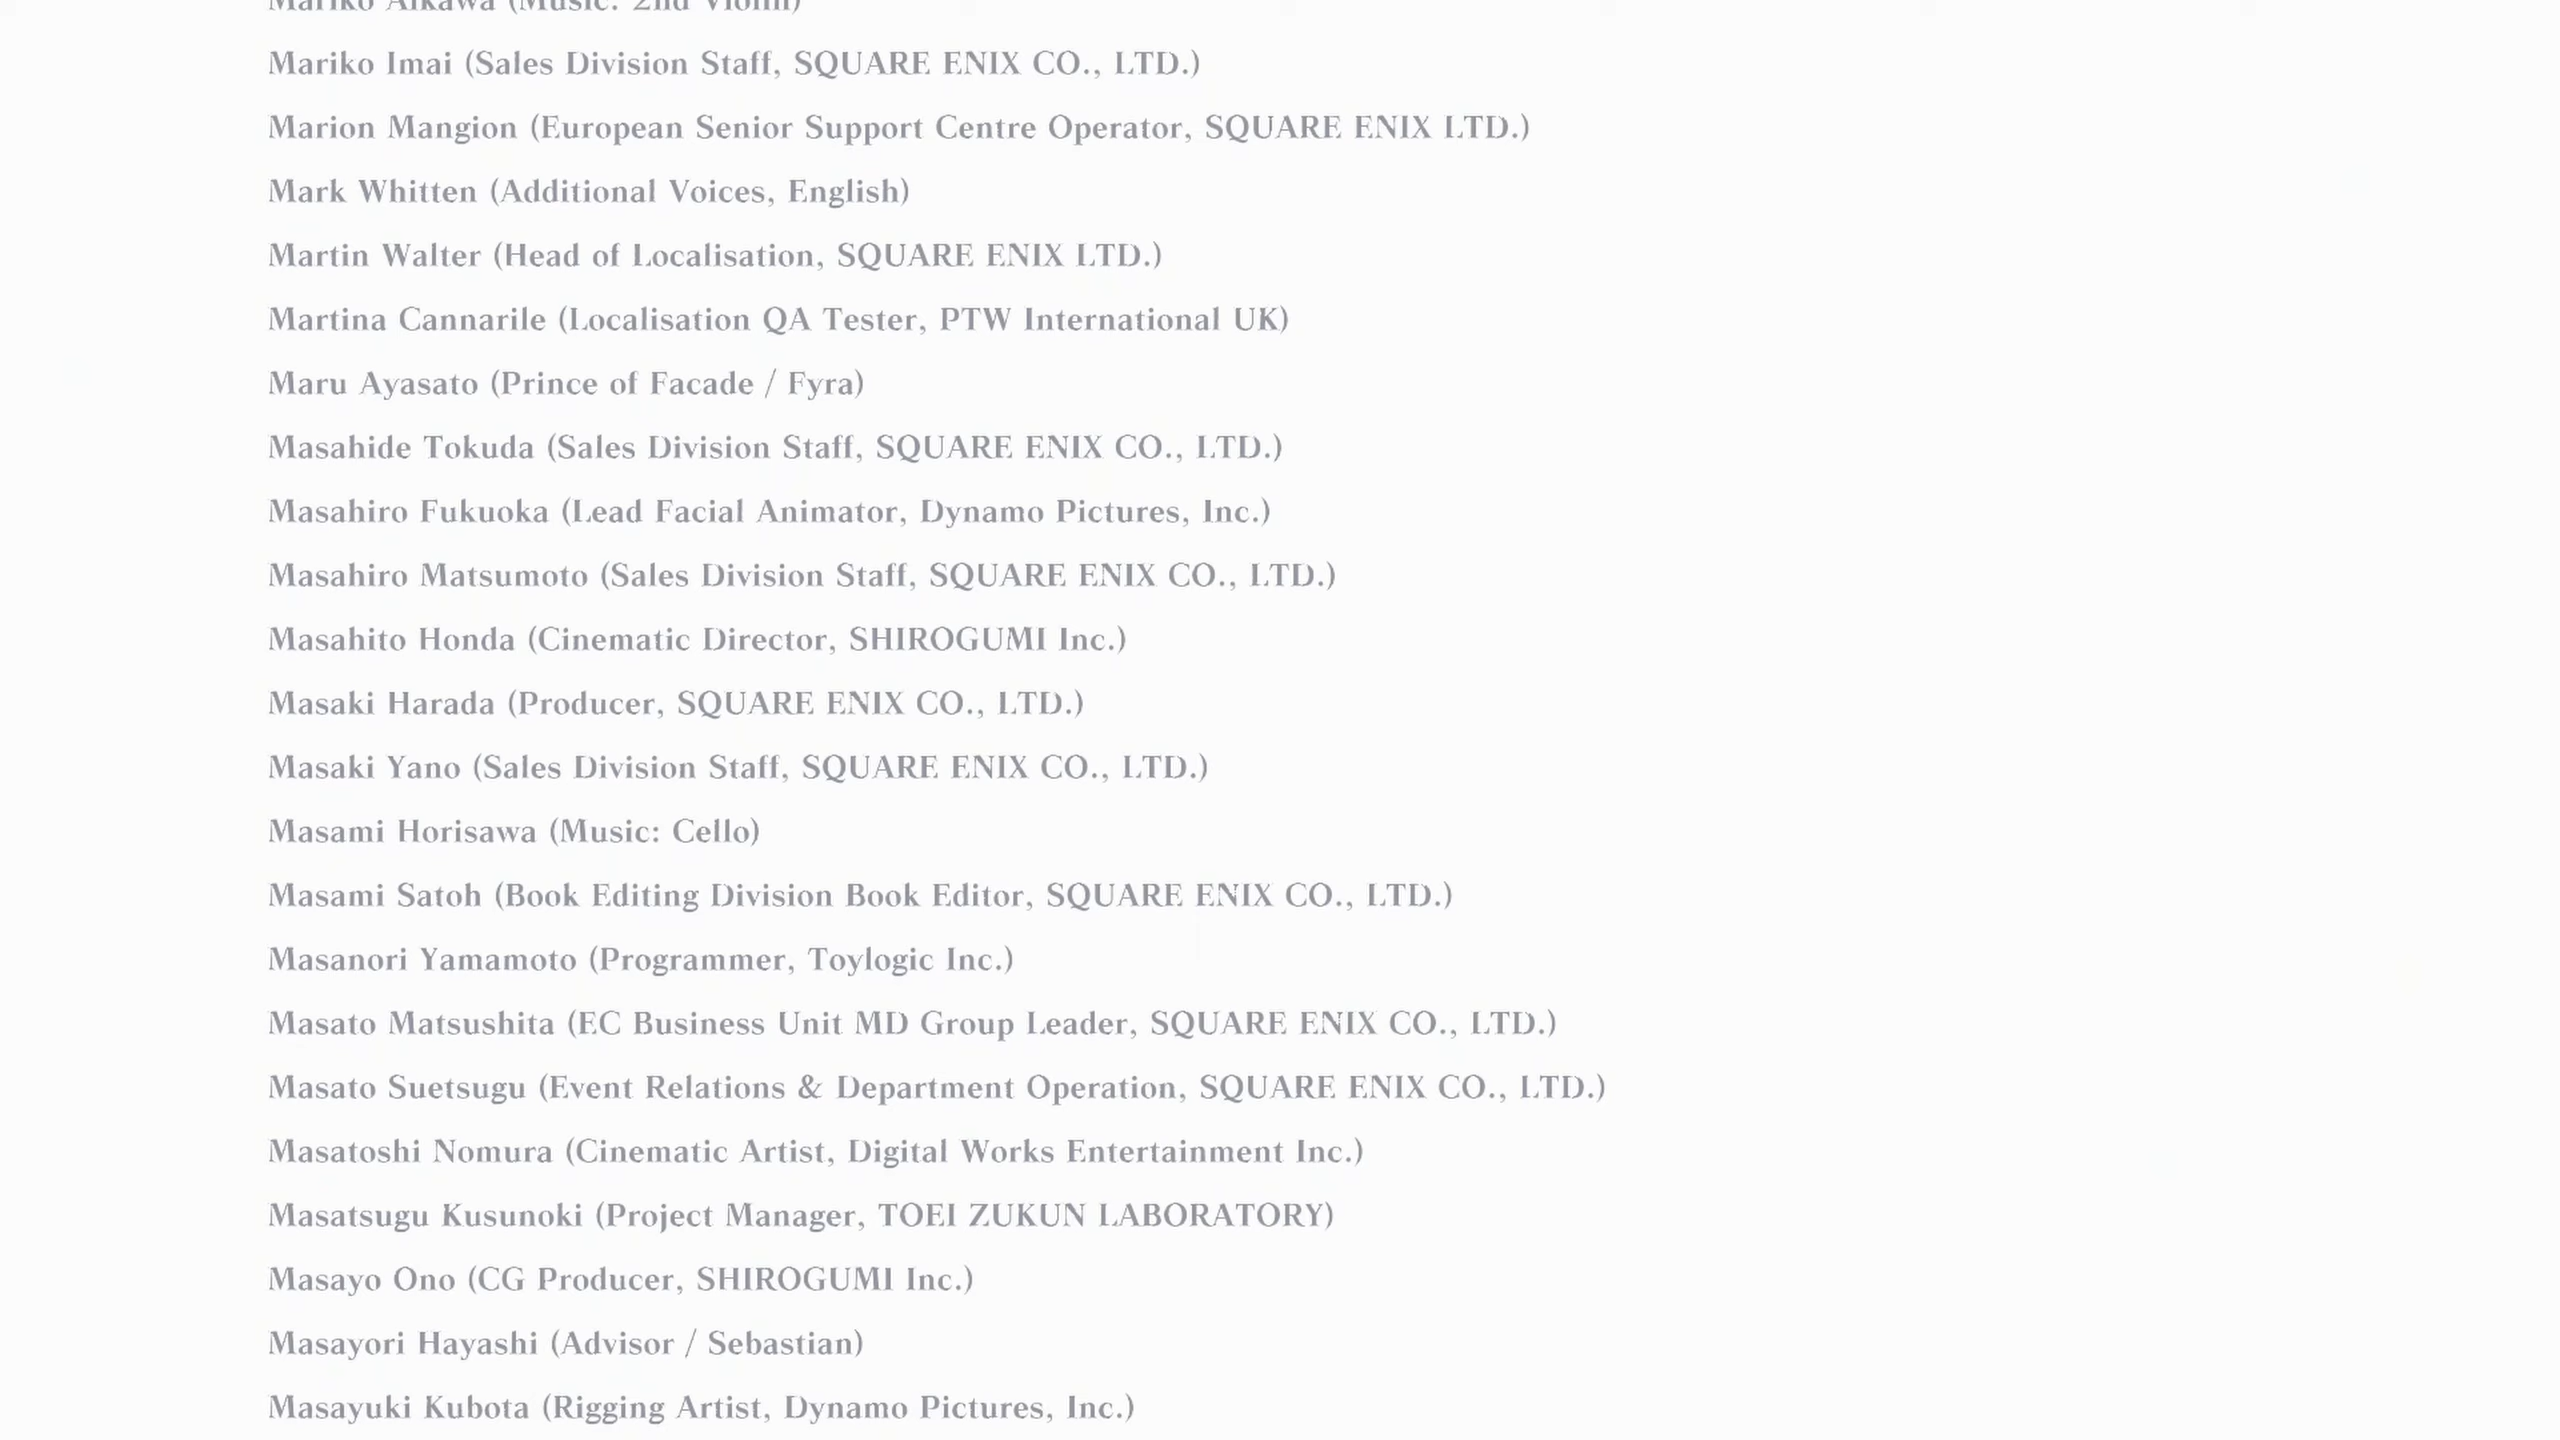 Mariko Aikawa (Music: 2nd Violin)
Mariko Imai (Sales Division Staff, SQUARE ENIX CO., LTD.)
Marion Mangion (European Senior Support Centre Operator, SQUARE ENIX LTD.)
Mark Whitten (Additional Voices, English)
Martin Walter (Head of Localisation, SQUARE ENIX LTD.)
Martina Cannarile (Localisation QA Tester, PTW International UK)
Maru Ayasato (Prince of Facade / Fyra)
Masahide Tokuda (Sales Division Staff, SQUARE ENIX CO., LTD.)
Masahiro Fukuoka (Lead Facial Animator, Dynamo Pictures, Inc.)
Masahiro Matsumoto (Sales Division Staff, SQUARE ENIX CO., LTD.)
Masahito Honda (Cinematic Director, SHIROGUMI Inc.)
Masaki Harada (Producer, SQUARE ENIX CO., LTD.)
Masaki Yano (Sales Division Staff, SQUARE ENIX CO., LTD.)
Masami Horisawa (Music: Cello)
Masami Satoh (Book Editing Division Book Editor, SQUARE ENIX CO., LTD.)
Masanori Yamamoto (Programmer, Toylogic Inc.)
Masato Matsushita (EC Business Unit MD Group Leader, SQUARE ENIX CO., LTD.)
Masato Suetsugu (Event Relations & Department Operation, SQUARE ENIX CO., LTD.)
Masatoshi Nomura (Cinematic Artist, Digital Works Entertainment Inc.)
Masatsugu Kusunoki (Project Manager, TOEI ZUKUN LABORATORY)
Masayo Ono (CG Producer, SHIROGUMI Inc.)
Masayori Hayashi (Advisor / Sebastian)
Masayuki Kubota (Rigging Artist, Dynamo Pictures, Inc.)